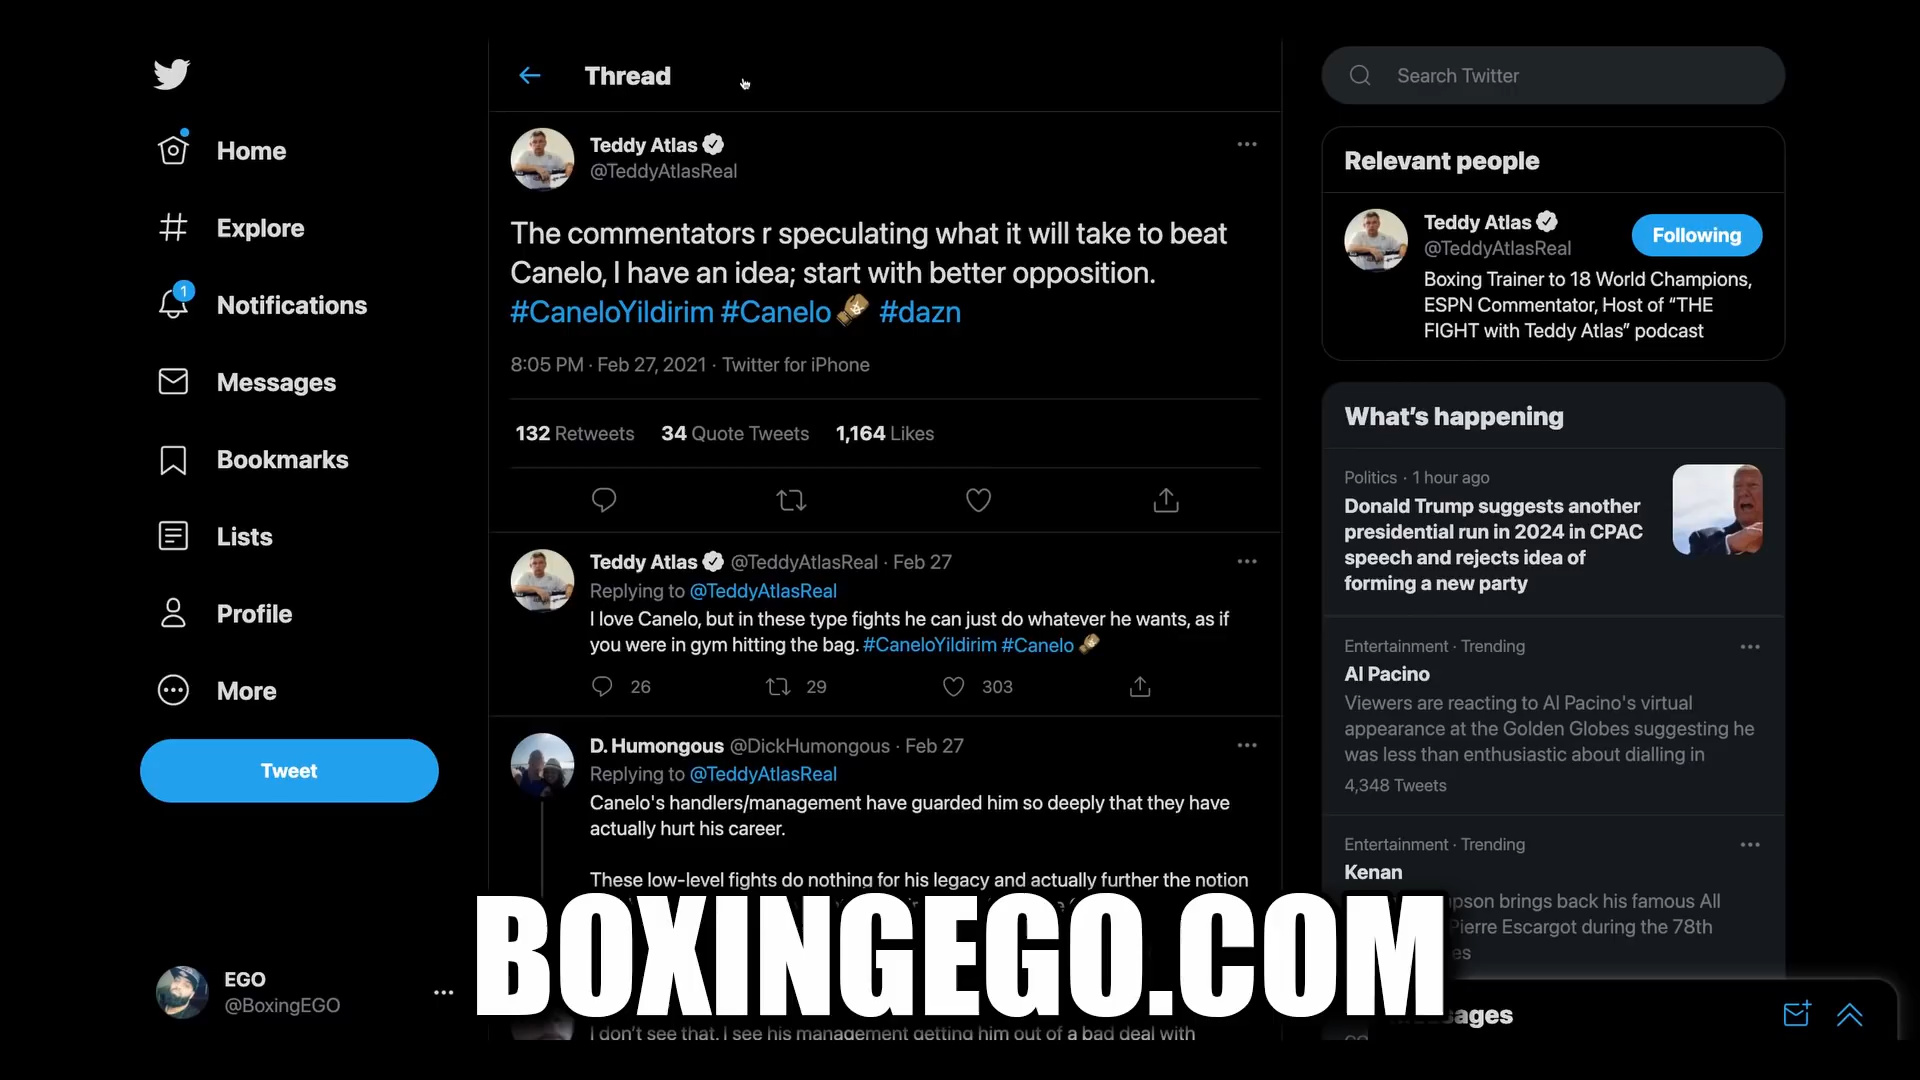 Home
Explore
1
Notifications
Messages
Bookmarks
Lists
Profile
More
Tweet
EGO
@BoxingEGO
Thread
Teddy Atlas
@TeddyAtlasReal
The commentators r speculating what it will take to beat
Canelo, I have an idea; start with better opposition.
#CaneloYildirim #Canelo #dazn
8:05 PM · Feb 27, 2021 · Twitter for iPhone
132 Retweets 34 Quote Tweets 1,164 Likes
Teddy Atlas @TeddyAtlasReal · Feb 27
Replying to @TeddyAtlasReal
I love Canelo, but in these type fights he can just do whatever he wants, as if
you were in gym hitting the bag. #CaneloYildirim #Canelo
26 29 303
D. Humongous @DickHumongous · Feb 27
Replying to @TeddyAtlasReal
Canelo's handlers/management have guarded him so deeply that they have
actually hurt his career.
These low-level fights do nothing for his legacy and actually further the notion
BOXINGEGO.COM
I don't see that. I see his management getting him out of a bad deal with
Search Twitter
Relevant people
Teddy Atlas
@TeddyAtlasReal
Following
Boxing Trainer to 18 World Champions,
ESPN Commentator, Host of “THE
FIGHT with Teddy Atlas” podcast
What's happening
Politics · 1 hour ago
Donald Trump suggests another
presidential run in 2024 in CPAC
speech and rejects idea of
forming a new party
Entertainment · Trending
Al Pacino
Viewers are reacting to Al Pacino's virtual
appearance at the Golden Globes suggesting he
was less than enthusiastic about dialling in
4,348 Tweets
Entertainment · Trending
Kenan
brings back his famous All
Pierre Escargot during the 78th